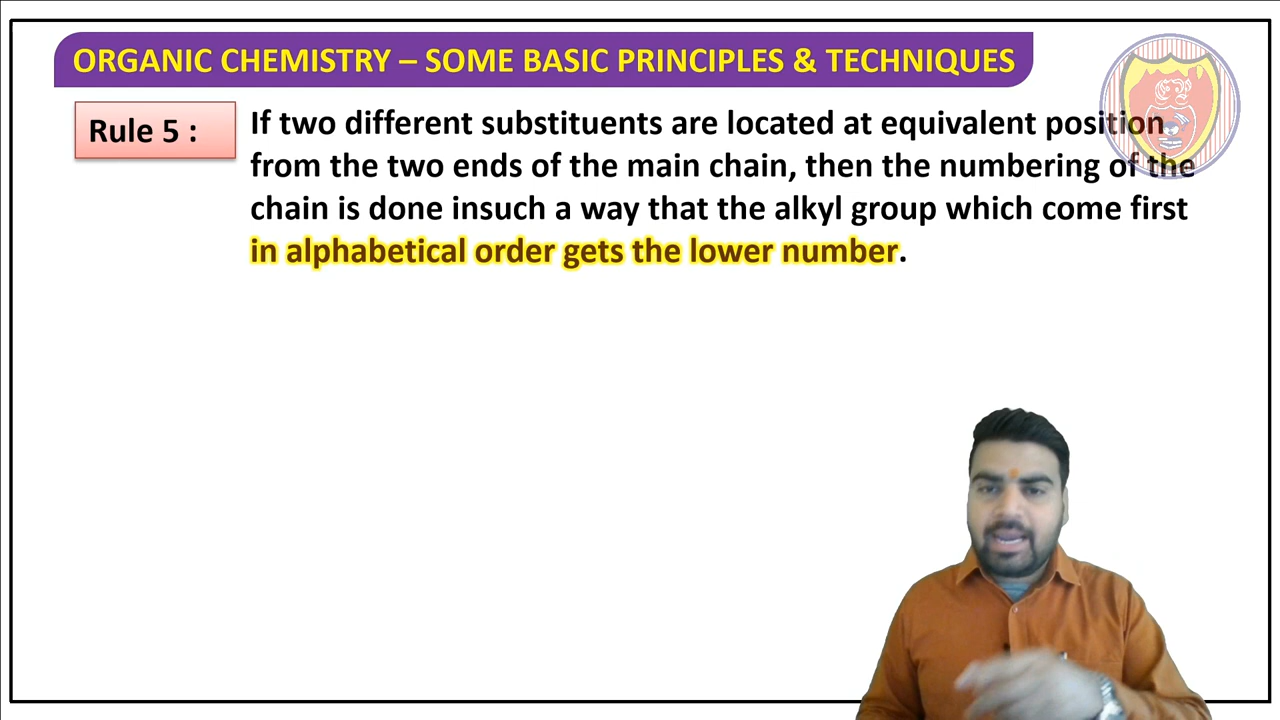 ORGANIC CHEMISTRY – SOME BASIC PRINCIPLES & TECHNIQUES
Rule 5 :
If two different substituents are located at equivalent position
from the two ends of the main chain, then the numbering of the
chain is done insuch a way that the alkyl group which come first
in alphabetical order gets the lower number.